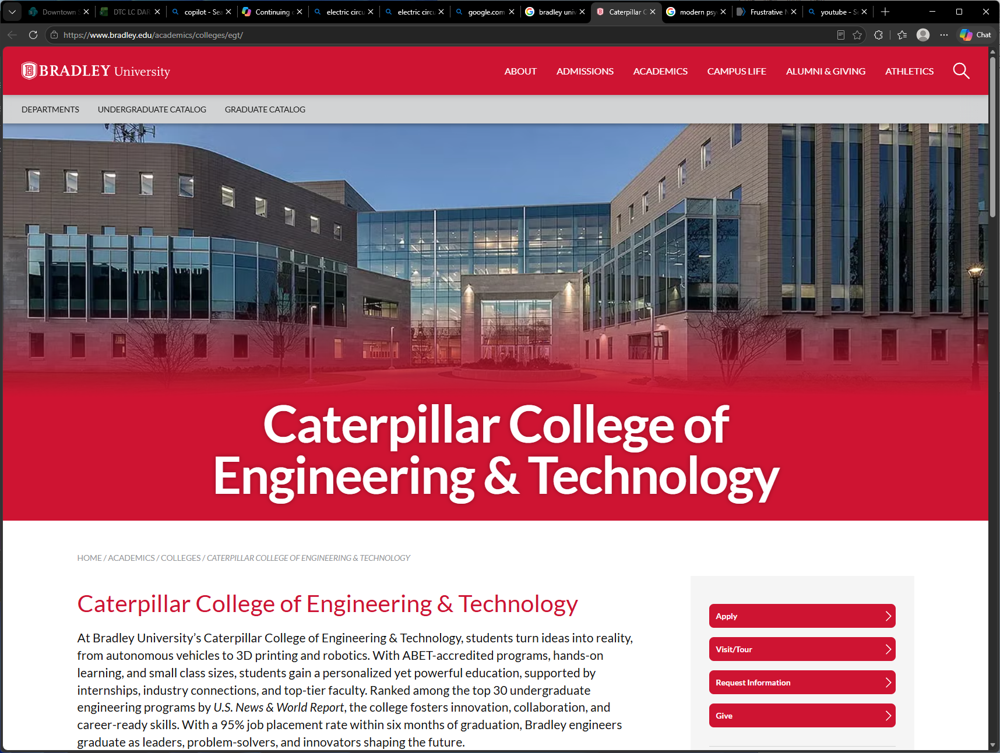 Downtown S
DTC LC DAR
copilot - Sea
Continuing
electric circu
electric circu
google.com
bradley univ
Caterpillar C
modern psy
Frustrative
youtube - Se
https://www.bradley.edu/academics/colleges/egt/
Chat
BRADLEY University
ABOUT
ADMISSIONS
ACADEMICS
CAMPUS LIFE
ALUMNI & GIVING
ATHLETICS
DEPARTMENTS
UNDERGRADUATE CATALOG
GRADUATE CATALOG
Caterpillar College of
Engineering & Technology
HOME / ACADEMICS / COLLEGES / CATERPILLAR COLLEGE OF ENGINEERING & TECHNOLOGY
Caterpillar College of Engineering & Technology
At Bradley University’s Caterpillar College of Engineering & Technology, students turn ideas into reality,
from autonomous vehicles to 3D printing and robotics. With ABET-accredited programs, hands-on
learning, and small class sizes, students gain a personalized yet powerful education, supported by
internships, industry connections, and top-tier faculty. Ranked among the top 30 undergraduate
engineering programs by U.S. News & World Report, the college fosters innovation, collaboration, and
career-ready skills. With a 95% job placement rate within six months of graduation, Bradley engineers
graduate as leaders, problem-solvers, and innovators shaping the future.
Apply
Visit/Tour
Request Information
Give